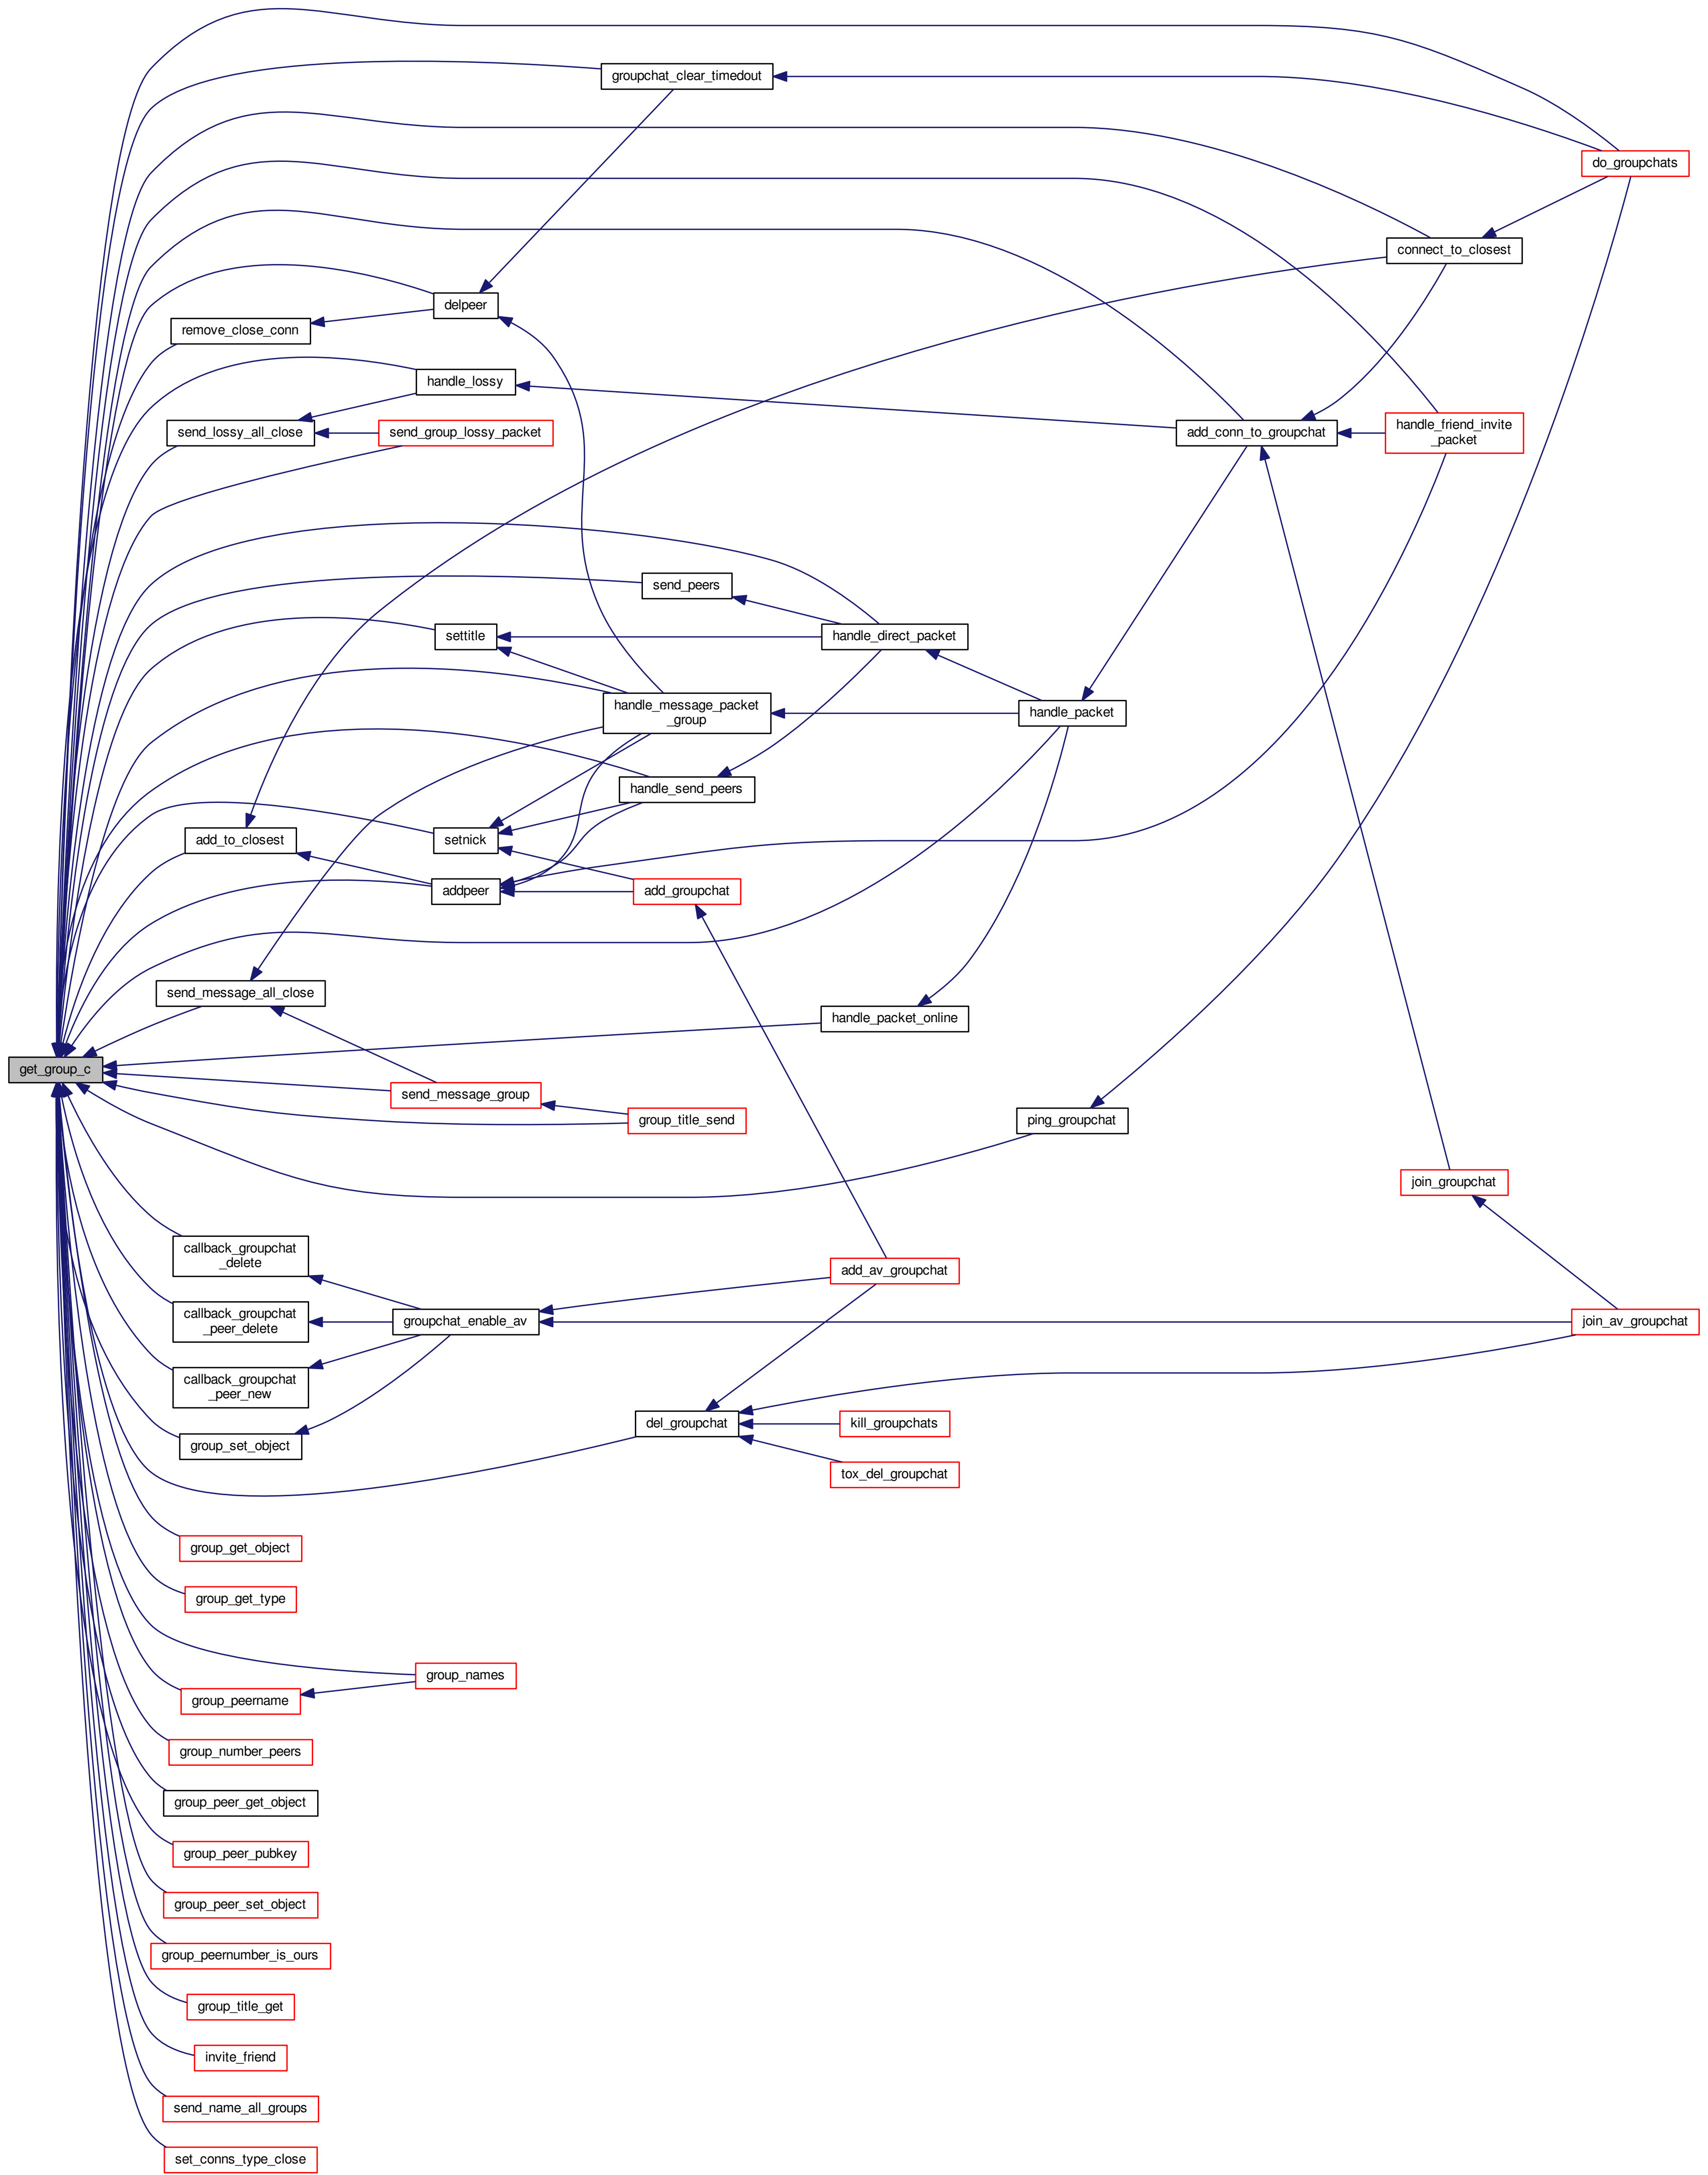 groupchat_clear_timedout
do_groupchats
connect_to_closest
delpeer
remove_close_conn
handle_lossy
send_lossy_all_close
send_group_lossy_packet
add_conn_to_groupchat
handle_friend_invite
_packet
send_peers
settitle
handle_direct_packet
handle_message_packet
_group
handle_packet
handle_send_peers
add_to_closest
setnick
addpeer
add_groupchat
send_message_all_close
handle_packet_online
get_group_c
send_message_group
group_title_send
ping_groupchat
join_groupchat
callback_groupchat
_delete
add_av_groupchat
callback_groupchat
_peer_delete
groupchat_enable_av
join_av_groupchat
callback_groupchat
_peer_new
del_groupchat
kill_groupchats
group_set_object
tox_del_groupchat
group_get_object
group_get_type
group_names
group_peername
group_number_peers
group_peer_get_object
group_peer_pubkey
group_peer_set_object
group_peernumber_is_ours
group_title_get
invite_friend
send_name_all_groups
set_conns_type_close